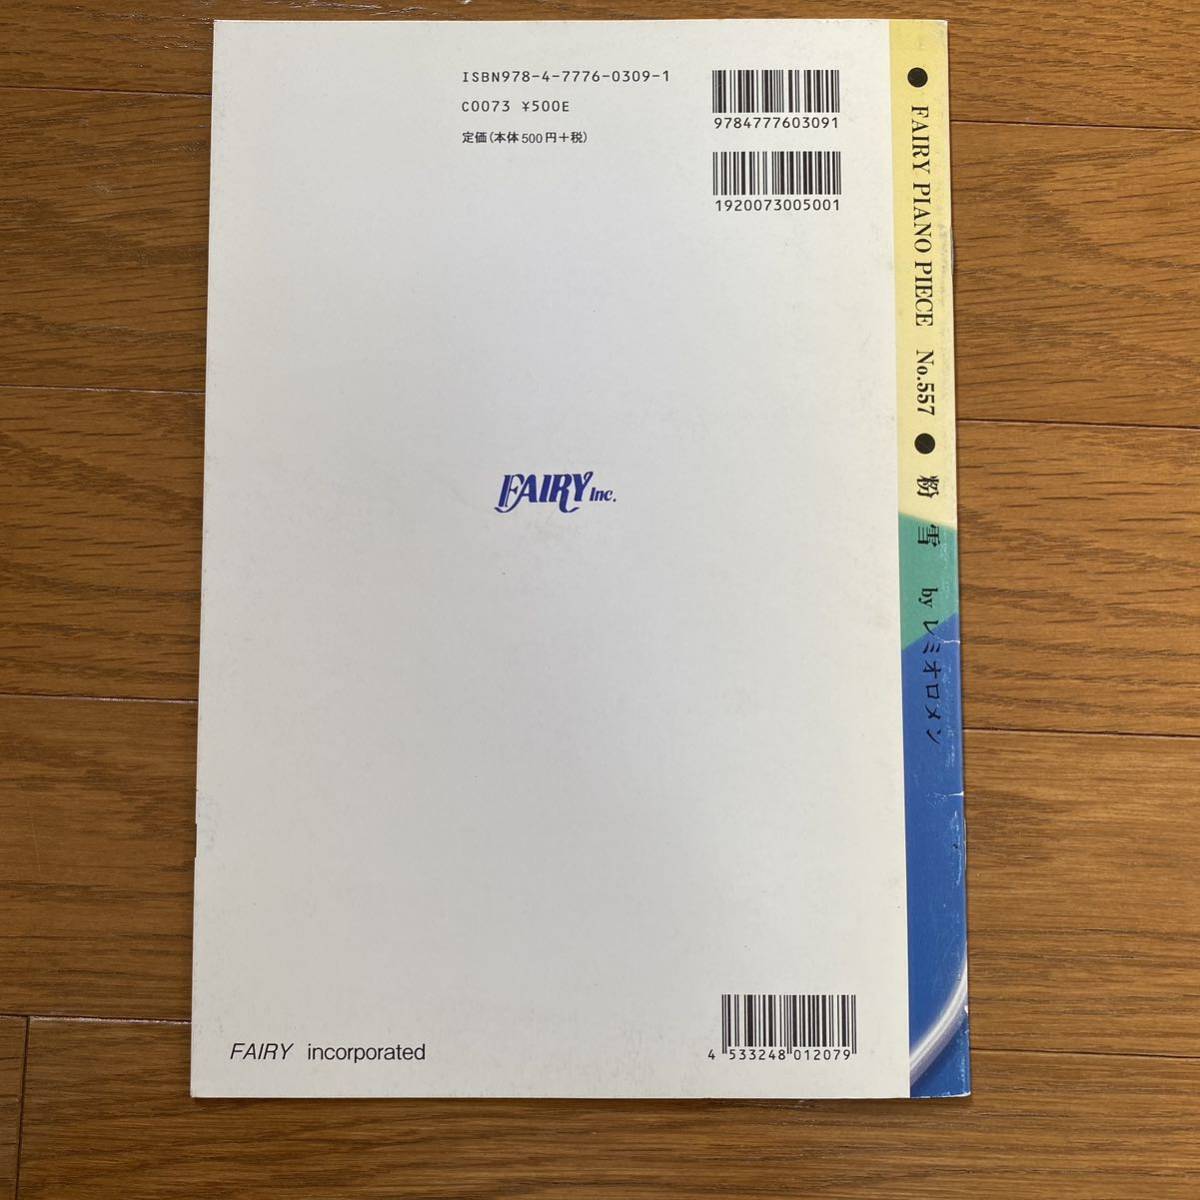 ISBN978-4-7776-0309-1
C0073 ¥500E
定価(本体500円+税)
9784777603091
1920073005001
● FAIRY PIANO PIECE No.557 ● 粉雪 by レミオロメン
FAIRY Inc.
FAIRY incorporated
4 533248 012079